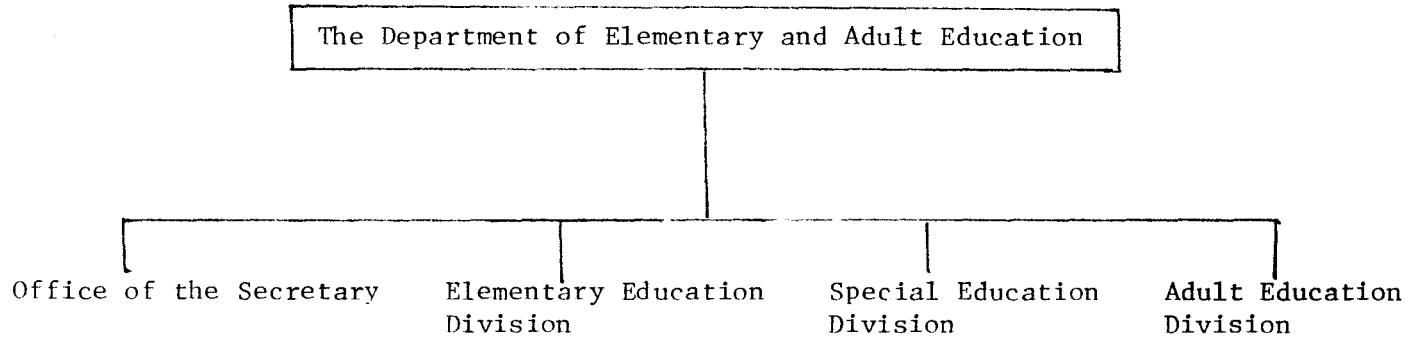 The Department of Elementary and Adult Education
Office of the Secretary
Elementary Education
Division
Special Education
Division
Adult Education
Division